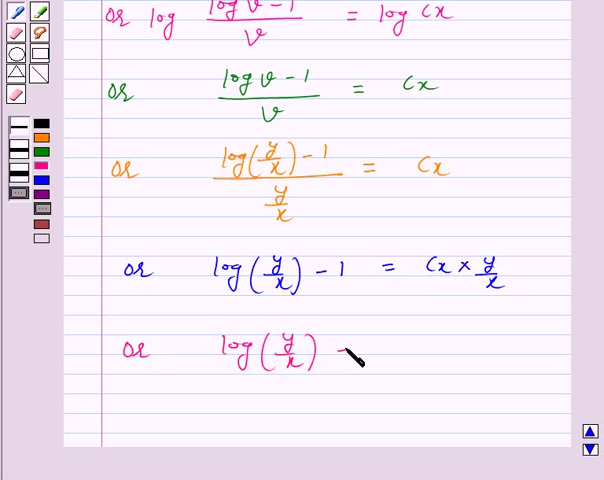 or log (log v - 1)/v = log Cx
or (log v - 1)/v = Cx
or (log(y/x) - 1)/(y/x) = Cx
or log(y/x) - 1 = Cx × y/x
or log(y/x) -